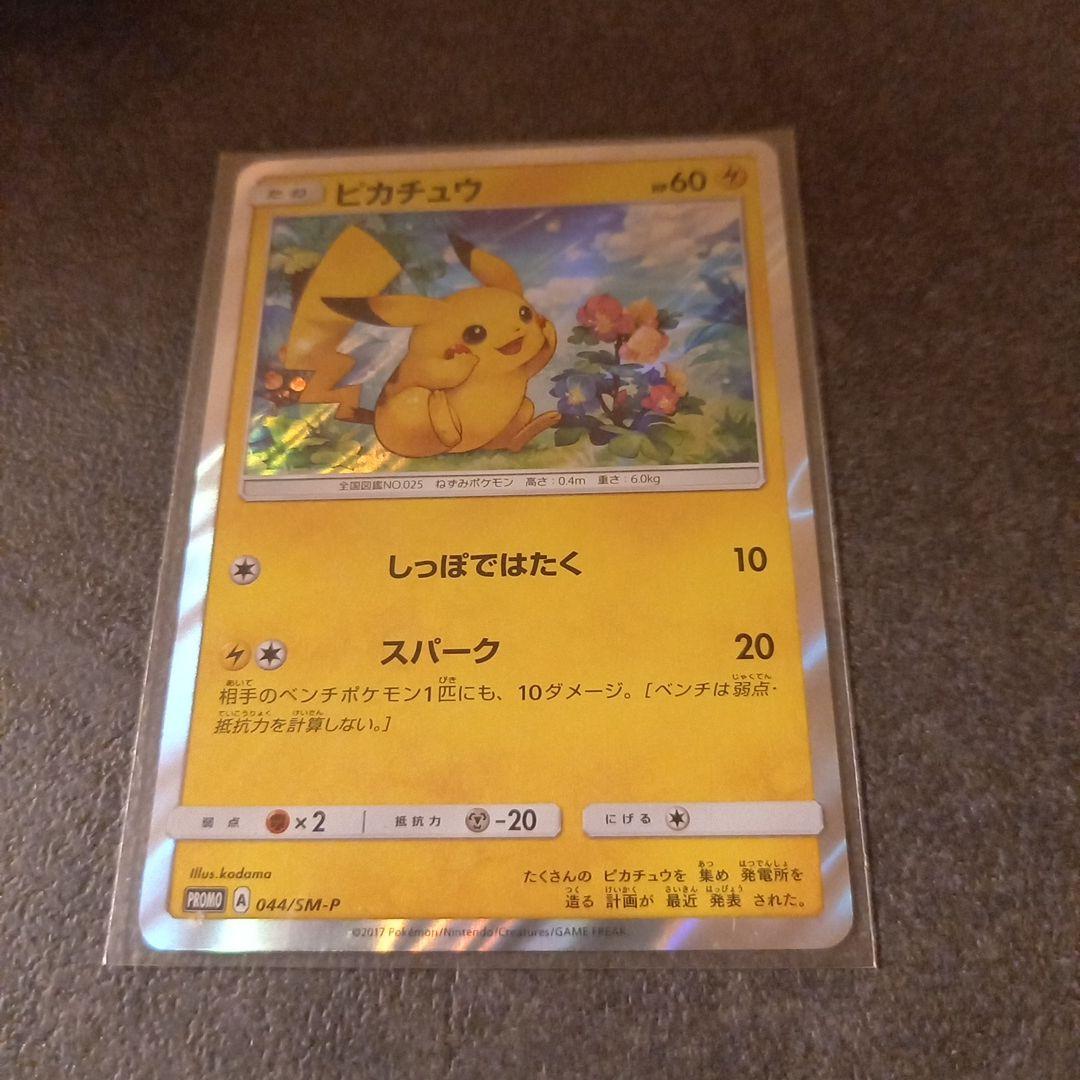 たね ピカチュウ HP60
全国図鑑NO.025 ねずみポケモン 高さ:0.4m 重さ:6.0kg
しっぽではたく 10
スパーク 20
相手のベンチポケモン1匹にも、10ダメージ。[ベンチは弱点・
抵抗力を計算しない。]
弱点 ×2 抵抗力 -20 にげる
Illus.kodama
たくさんの ピカチュウを 集め 発電所を
造る 計画が 最近 発表 された。
PROMO A 044/SM-P
©2017 Pokémon/Nintendo/Creatures/GAME FREAK.